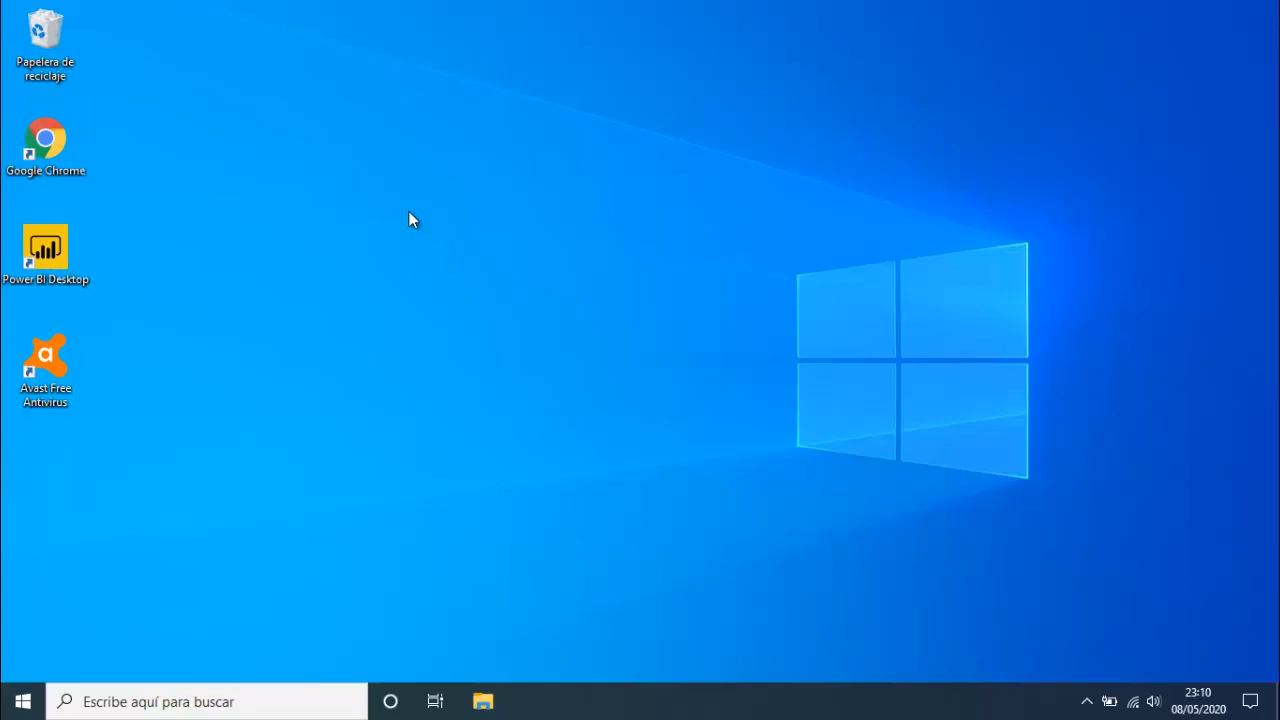 Papelera de
reciclaje
Google Chrome
Power BI Desktop
a
Avast Free
Antivirus
Escribe aquí para buscar
23:10
08/05/2020